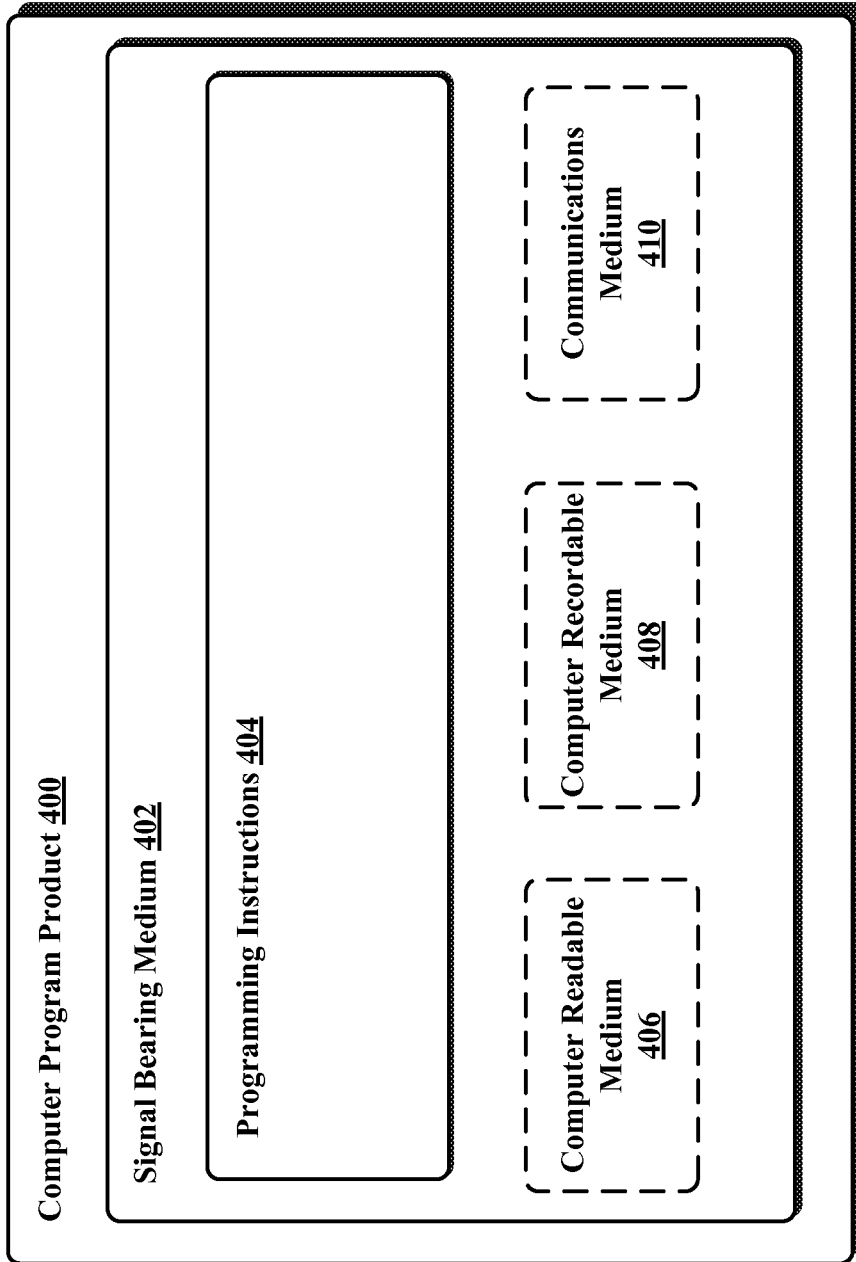 Computer Program Product 400
Signal Bearing Medium 402
Programming Instructions 404
Computer Readable
Medium
406
Computer Recordable
Medium
408
Communications
Medium
410